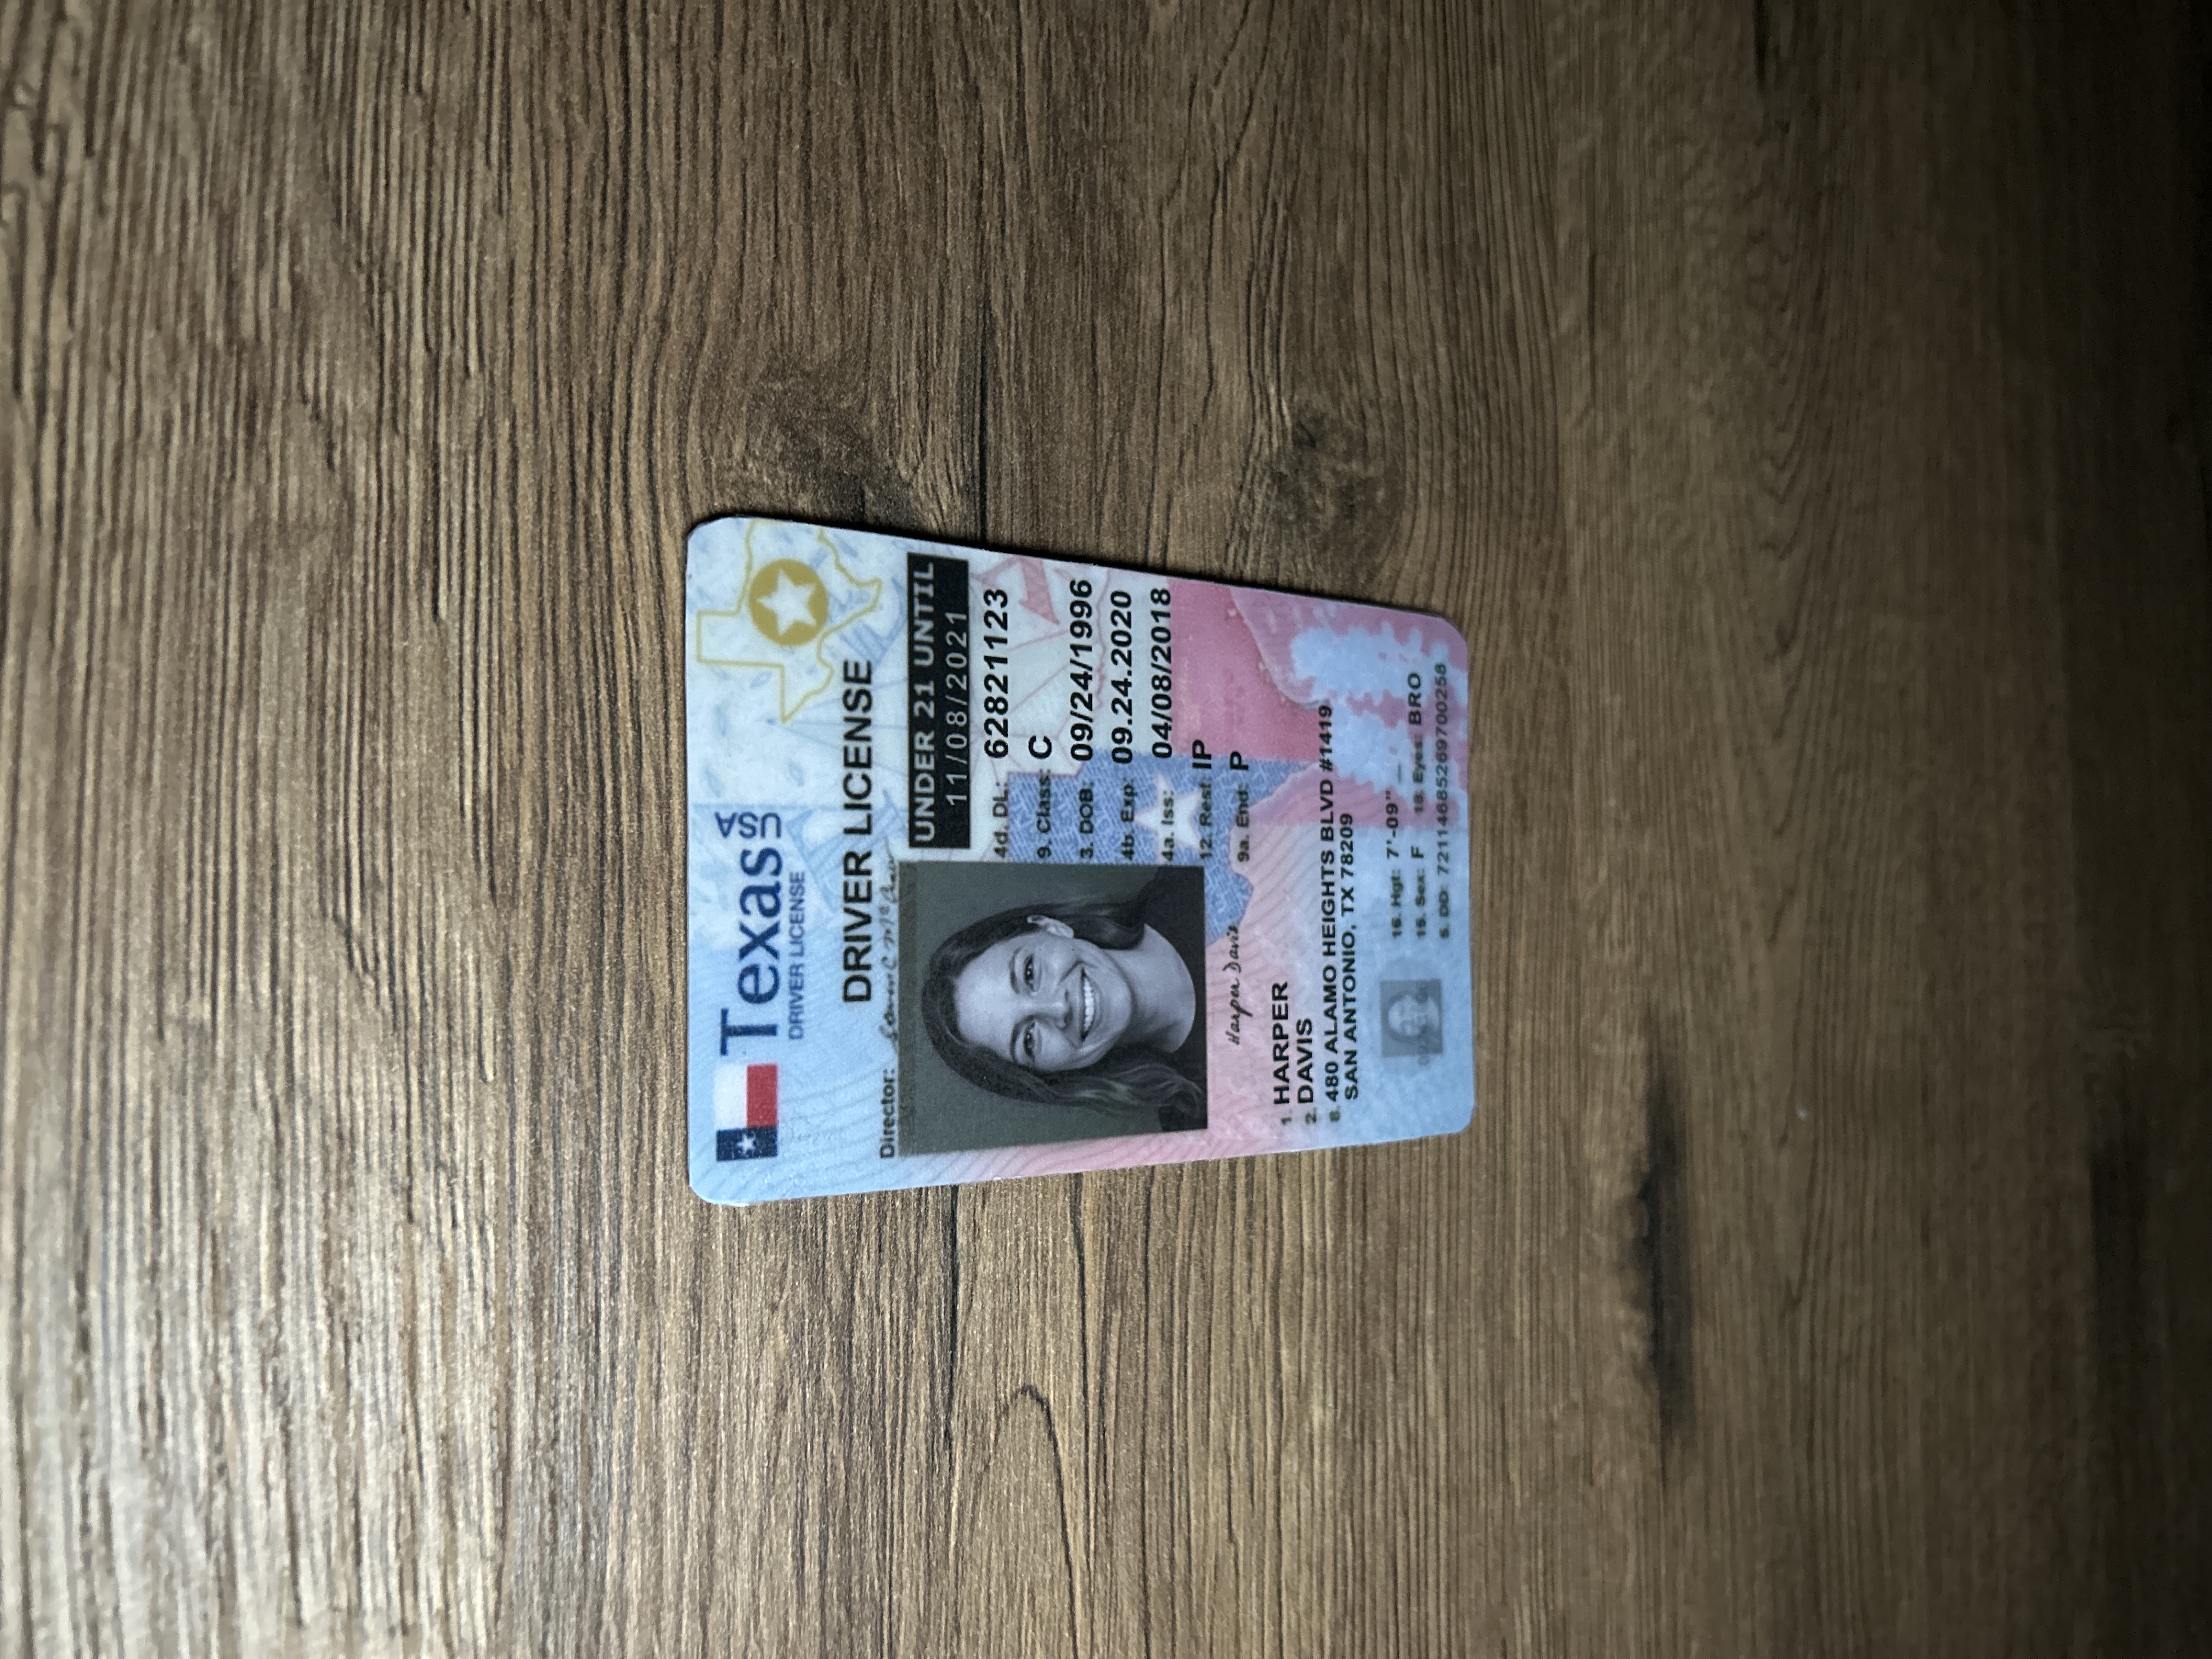 Texas USA
DRIVER LICENSE
DRIVER LICENSE
Director:
UNDER 21 UNTIL
11/08/2021
4d. DL: 62821123
9. Class: C
3. DOB: 09/24/1996
4b. Exp: 09.24.2020
4a. Iss: 04/08/2018
12. Rest: IP
9a. End: P
Harper Davis
1. HARPER
2. DAVIS
8. 480 ALAMO HEIGHTS BLVD #1419
SAN ANTONIO, TX 78209
16. Hgt: 7'-09"
15. Sex: F 18. Eyes: BRO
5. DD: 72114685269700258